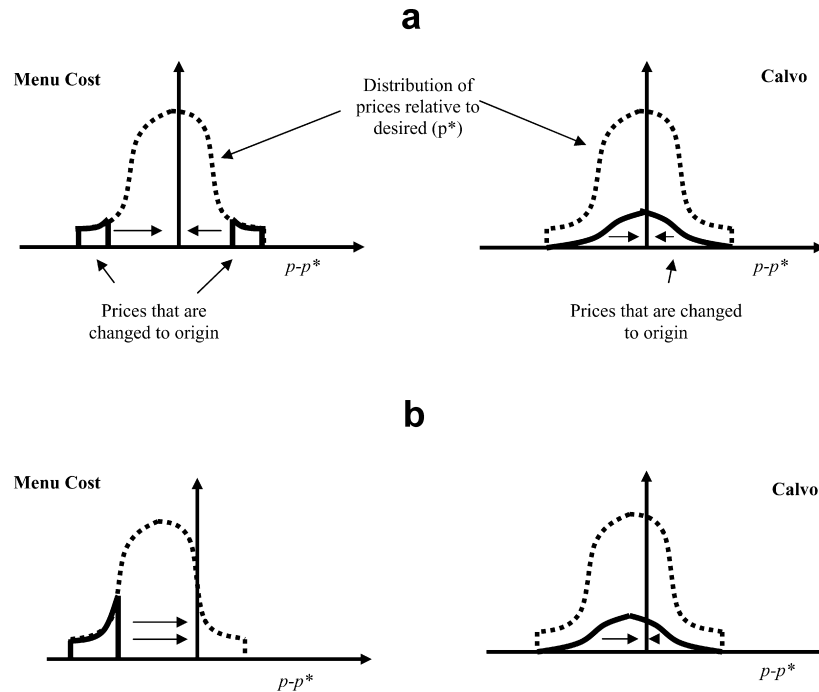 a
Menu Cost
Distribution of
prices relative to
desired (p*)
Calvo
p-p*
p-p*
Prices that are
changed to origin
Prices that are changed
to origin
b
Menu Cost
Calvo
p-p*
p-p*